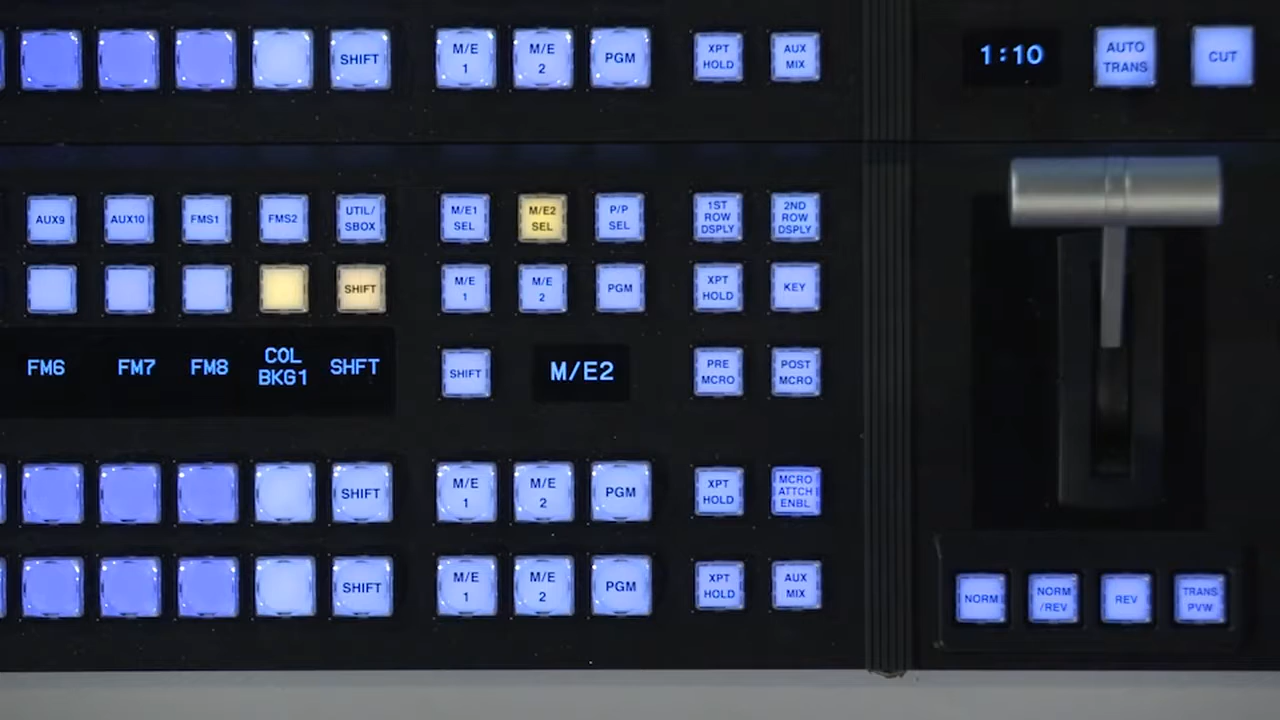 SHIFT M/E 1 M/E 2 PGM XPT HOLD AUX MIX 1:10 AUTO TRANS CUT
AUX9 AUX10 FMS1 FMS2 UTIL/ SBOX M/E1 SEL M/E2 SEL P/P SEL 1ST ROW DSPLY 2ND ROW DSPLY
SHIFT M/E 1 M/E 2 PGM XPT HOLD KEY
FM6 FM7 FM8 COL BKG1 SHFT SHIFT M/E2 PRE MCRO POST MCRO
SHIFT M/E 1 M/E 2 PGM XPT HOLD MCRO ATTCH ENBL
SHIFT M/E 1 M/E 2 PGM XPT HOLD AUX MIX NORM NORM /REV REV TRANS PVW